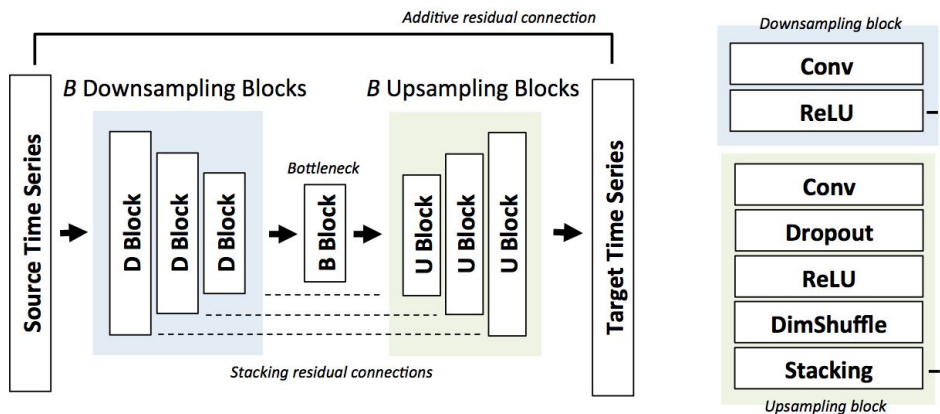 Additive residual connection
Source Time Series
B Downsampling Blocks
D Block
D Block
D Block
Bottleneck
B Block
B Upsampling Blocks
U Block
U Block
U Block
Target Time Series
Stacking residual connections
Downsampling block
Conv
ReLU
Conv
Dropout
ReLU
DimShuffle
Stacking
Upsampling block